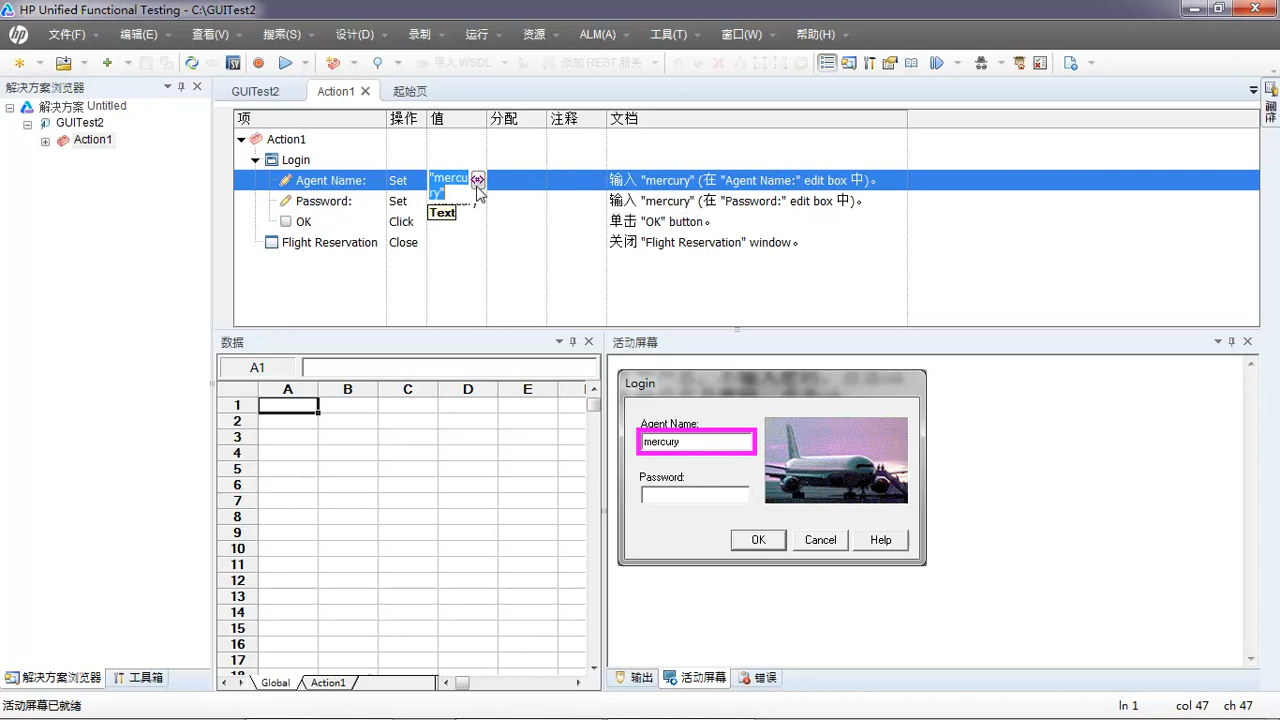 HP Unified Functional Testing - C:\GUITest2
文件(F) 编辑(E) 查看(V) 搜索(S) 设计(D) 录制 运行 资源 ALM(A) 工具(T) 窗口(W) 帮助(H)
导入 WSDL 添加 REST 服务
解决方案浏览器
GUITest2 Action1 起始页
解决方案 Untitled
GUITest2
Action1
项 操作 值 分配 注释 文档
Action1
Login
Agent Name: Set "mercury" 输入 "mercury" (在 "Agent Name:" edit box 中)。
Password: Set 输入 "mercury" (在 "Password:" edit box 中)。
Text
OK Click 单击 "OK" button。
Flight Reservation Close 关闭 "Flight Reservation" window。
数据
A1
A B C D E
1
2
3
4
5
6
7
8
9
10
11
12
13
14
15
16
17
Global Action1
活动屏幕
Login
Agent Name:
mercury
Password:
OK Cancel Help
解决方案浏览器 工具箱
输出 活动屏幕 错误
活动屏幕已就绪
ln 1 col 47 ch 47